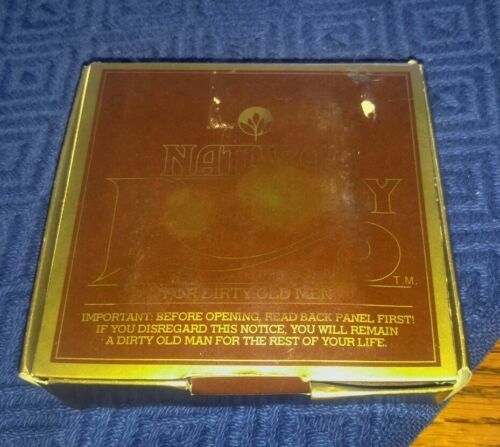 NATURAL
FOR DIRTY OLD MEN
T.M.
IMPORTANT: BEFORE OPENING, READ BACK PANEL FIRST!
IF YOU DISREGARD THIS NOTICE, YOU WILL REMAIN
A DIRTY OLD MAN FOR THE REST OF YOUR LIFE.